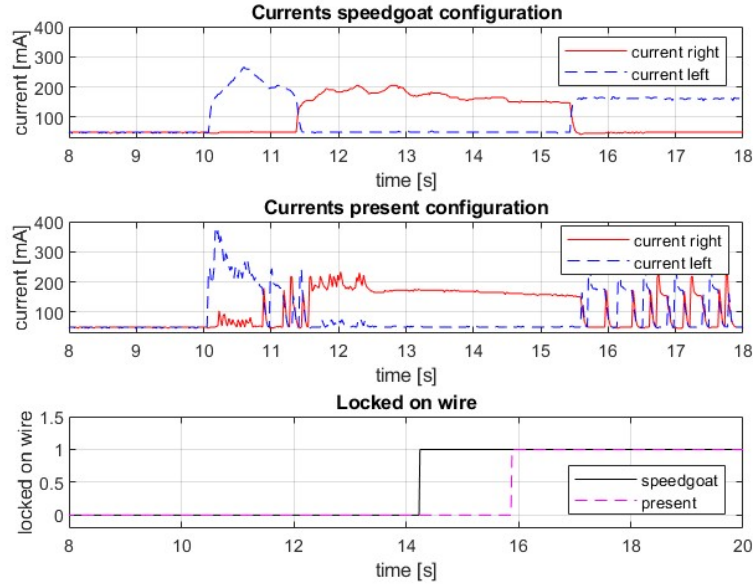 Currents speedgoat configuration
400
300
200
100
current [mA]
current right
current left
8 9 10 11 12 13 14 15 16 17 18
time [s]
Currents present configuration
400
300
200
100
current [mA]
current right
current left
8 9 10 11 12 13 14 15 16 17 18
time [s]
Locked on wire
1.5
1
0.5
0
locked on wire
speedgoat
present
8 10 12 14 16 18 20
time [s]